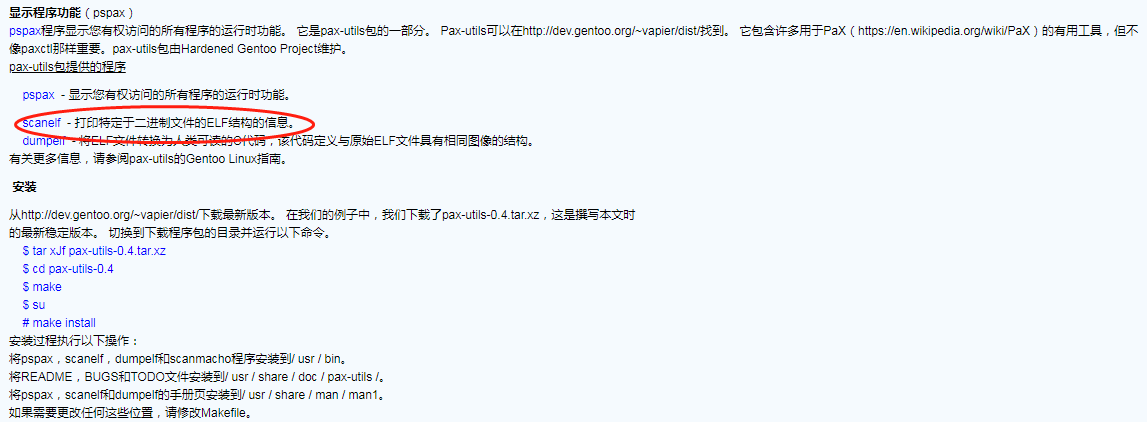 显示程序功能（pspax）
pspax程序显示您有权访问的所有程序的运行时功能。 它是pax-utils包的一部分。 Pax-utils可以在http://dev.gentoo.org/~vapier/dist/找到。 它包含许多用于PaX（https://en.wikipedia.org/wiki/PaX）的有用工具，但不
像paxctl那样重要。pax-utils包由Hardened Gentoo Project维护。
pax-utils包提供的程序
pspax - 显示您有权访问的所有程序的运行时功能。
scanelf - 打印特定于二进制文件的ELF结构的信息。
dumpelf - 将ELF文件转换为人类可读的C代码，该代码定义与原始ELF文件具有相同图像的结构。
有关更多信息，请参阅pax-utils的Gentoo Linux指南。
安装
从http://dev.gentoo.org/~vapier/dist/下载最新版本。 在我们的例子中，我们下载了pax-utils-0.4.tar.xz，这是撰写本文时
的最新稳定版本。 切换到下载程序包的目录并运行以下命令。
$ tar xJf pax-utils-0.4.tar.xz
$ cd pax-utils-0.4
$ make
$ su
# make install
安装过程执行以下操作：
将pspax，scanelf，dumpelf和scanmacho程序安装到/ usr / bin。
将README，BUGS和TODO文件安装到/ usr / share / doc / pax-utils /。
将pspax，scanelf和dumpelf的手册页安装到/ usr / share / man / man1。
如果需要更改任何这些位置，请修改Makefile。